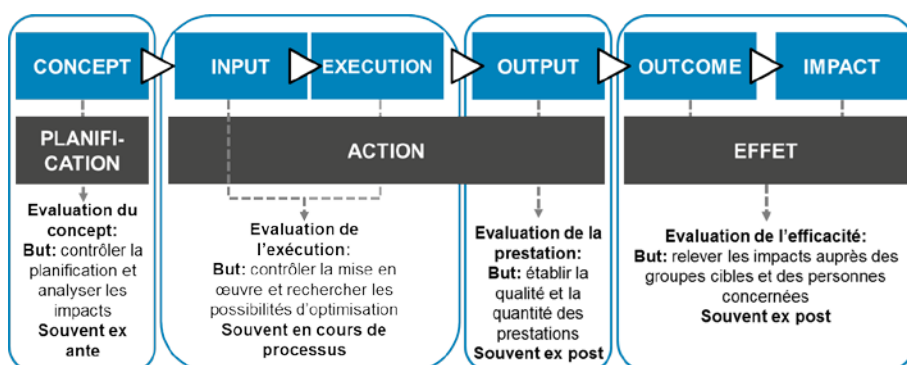 CONCEPT
INPUT
EXECUTION
OUTPUT
OUTCOME
IMPACT
PLANIFI-
CATION
ACTION
EFFET
Evaluation du
concept:
But: contrôler la
planification et
analyser les
impacts
Souvent ex
ante
Evaluation de
l'exécution:
But: contrôler la mise en
œuvre et rechercher les
possibilités d'optimisation
Souvent en cours de
processus
Evaluation de la
prestation:
But: établir la
qualité et la
quantité des
prestations
Souvent ex post
Evaluation de l'efficacité:
But: relever les impacts auprès des
groupes cibles et des personnes
concernées
Souvent ex post